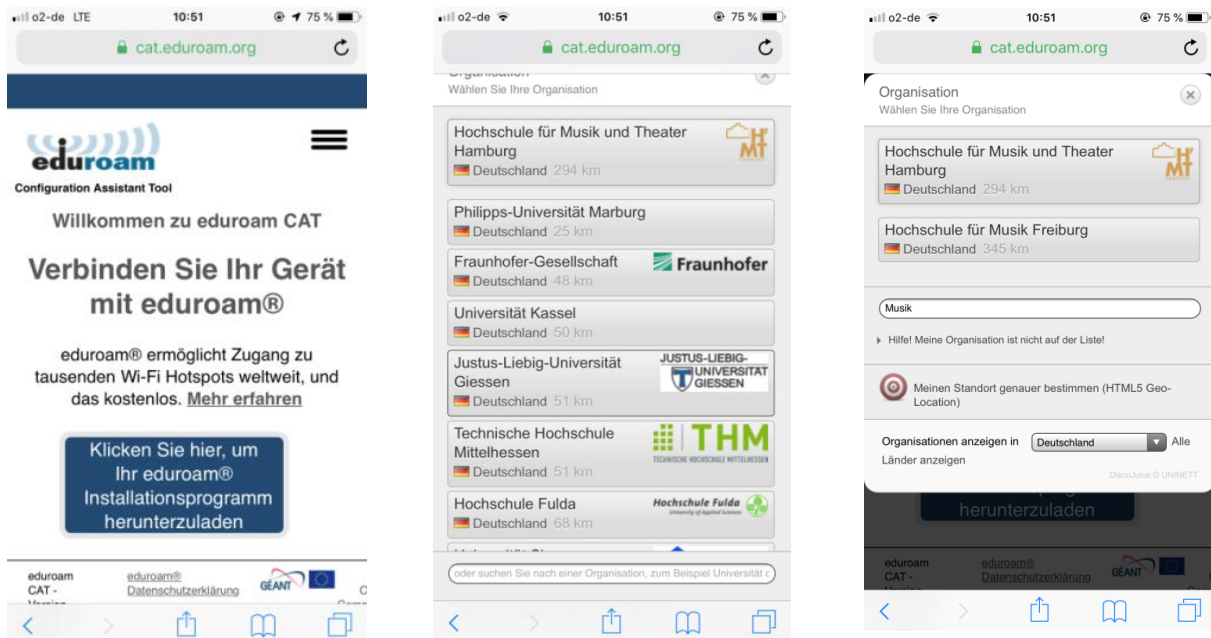 o2-de LTE 10:51 75 %
cat.eduroam.org
eduroam
Configuration Assistant Tool
Willkommen zu eduroam CAT
Verbinden Sie Ihr Gerät
mit eduroam®
eduroam® ermöglicht Zugang zu
tausenden Wi-Fi Hotspots weltweit, und
das kostenlos. Mehr erfahren
Klicken Sie hier, um
Ihr eduroam®
Installationsprogramm
herunterzuladen
eduroam
CAT -
eduroam®
Datenschutzerklärung
GÉANT
o2-de 10:51 75 %
cat.eduroam.org
Organisation
Wählen Sie Ihre Organisation
Hochschule für Musik und Theater
Hamburg
HMT
Deutschland 294 km
Philipps-Universität Marburg
Deutschland 25 km
Fraunhofer-Gesellschaft
Fraunhofer
Deutschland 48 km
Universität Kassel
Deutschland 50 km
Justus-Liebig-Universität
Giessen
JUSTUS-LIEBIG-
UNIVERSITÄT
GIESSEN
Deutschland 51 km
Technische Hochschule
Mittelhessen
THM
TECHNISCHE HOCHSCHULE MITTELHESSEN
Deutschland 51 km
Hochschule Fulda
Hochschule Fulda
University of Applied Sciences
Deutschland 68 km
oder suchen Sie nach einer Organisation, zum Beispiel Universität
o2-de 10:51 75 %
cat.eduroam.org
Organisation
Wählen Sie Ihre Organisation
Hochschule für Musik und Theater
Hamburg
HMT
Deutschland 294 km
Hochschule für Musik Freiburg
Deutschland 345 km
Musik
Hilfe! Meine Organisation ist nicht auf der Liste!
Meinen Standort genauer bestimmen (HTML5 Geo-
Location)
Organisationen anzeigen in Deutschland Alle
Länder anzeigen
DiscoJuice © UNINETT
herunterzuladen
eduroam
CAT -
eduroam®
Datenschutzerklärung
GÉANT